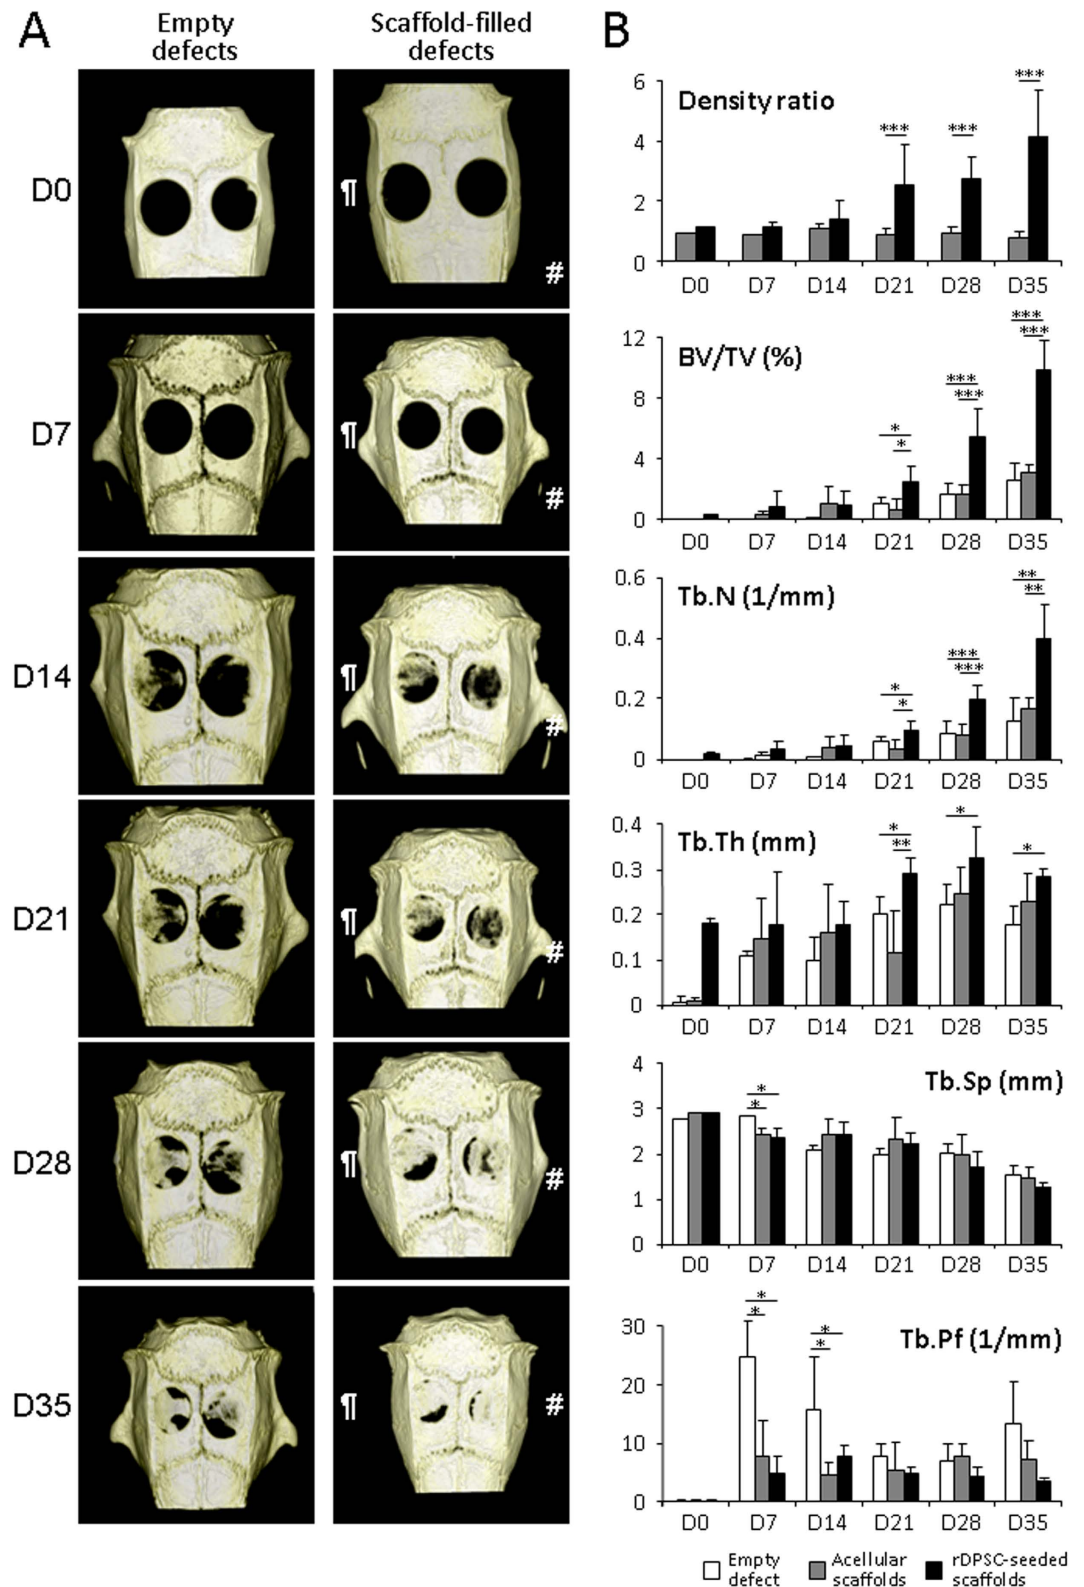 A
Empty defects
Scaffold-filled defects
D0
¶
#
D7
¶
#
D14
¶
#
D21
¶
#
D28
¶
#
D35
¶
#
B
Density ratio
6
4
2
0
***
***
***
D0 D7 D14 D21 D28 D35
BV/TV (%)
12
8
4
0
*
*
***
***
***
***
D0 D7 D14 D21 D28 D35
Tb.N (1/mm)
0.6
0.4
0.2
0
*
*
***
***
**
**
D0 D7 D14 D21 D28 D35
Tb.Th (mm)
0.4
0.3
0.2
0.1
0
*
**
*
*
D0 D7 D14 D21 D28 D35
Tb.Sp (mm)
4
3
2
1
0
*
*
D0 D7 D14 D21 D28 D35
Tb.Pf (1/mm)
30
20
10
0
*
*
*
*
D0 D7 D14 D21 D28 D35
Empty defect
Acellular scaffolds
rDPSC-seeded scaffolds